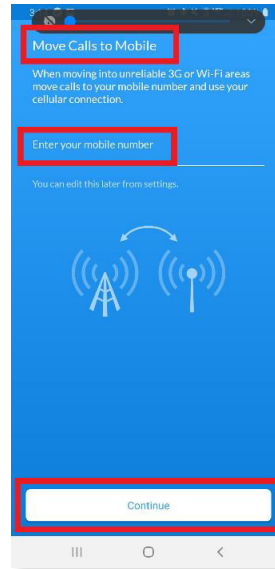 Move Calls to Mobile
When moving into unreliable 3G or Wi-Fi areas
move calls to your mobile number and use your
cellular connection.
Enter your mobile number
You can edit this later from settings.
Continue